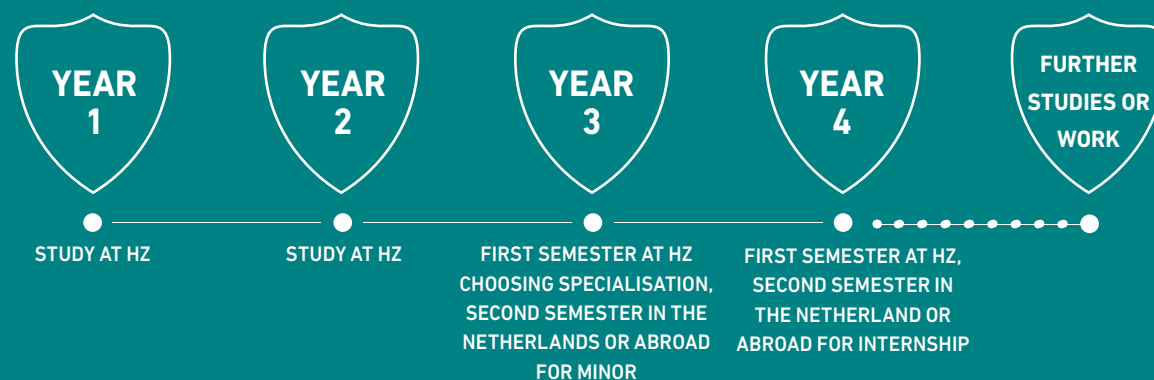 YEAR
1
YEAR
2
YEAR
3
YEAR
4
FURTHER
STUDIES OR
WORK
STUDY AT HZ
STUDY AT HZ
FIRST SEMESTER AT HZ
CHOOSING SPECIALISATION,
SECOND SEMESTER IN THE
NETHERLANDS OR ABROAD
FOR MINOR
FIRST SEMESTER AT HZ,
SECOND SEMESTER IN
THE NETHERLAND OR
ABROAD FOR INTERNSHIP